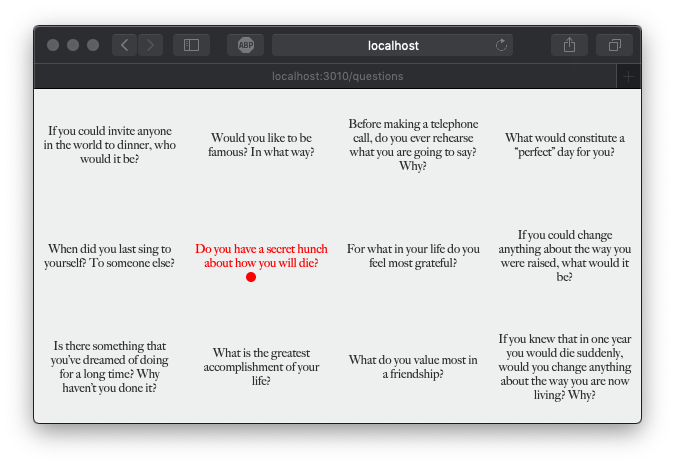 ABP
localhost
localhost:3010/questions
If you could invite anyone
in the world to dinner, who
would it be?
Would you like to be
famous? In what way?
Before making a telephone
call, do you ever rehearse
what you are going to say?
Why?
What would constitute a
“perfect” day for you?
When did you last sing to
yourself? To someone else?
Do you have a secret hunch
about how you will die?
For what in your life do you
feel most grateful?
If you could change
anything about the way you
were raised, what would it
be?
Is there something that
you’ve dreamed of doing
for a long time? Why
haven’t you done it?
What is the greatest
accomplishment of your
life?
What do you value most in
a friendship?
If you knew that in one year
you would die suddenly,
would you change anything
about the way you are now
living? Why?